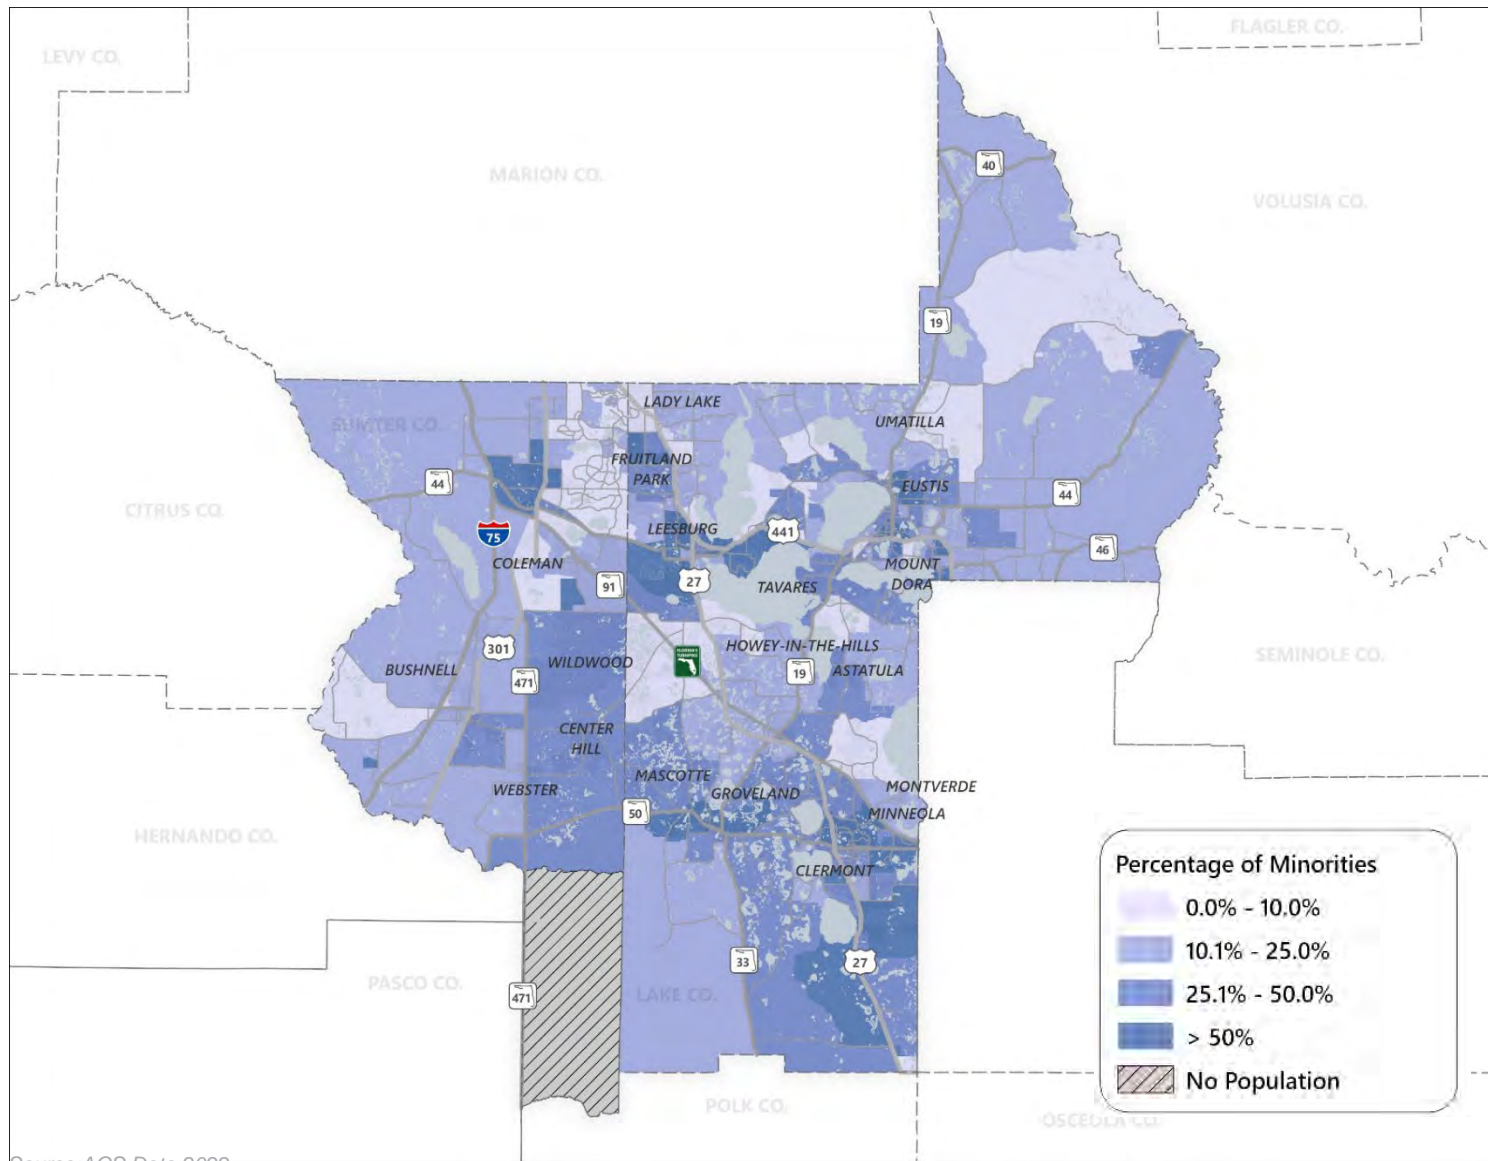 FLAGLER CO.
LEVY CO.
MARION CO.
40
VOLUSIA CO.
19
LADY LAKE
UMATILLA
SUMTER CO.
FRUITLAND
PARK
44
EUSTIS
44
CITRUS CO.
75
LEESBURG
441
46
COLEMAN
MOUNT
DORA
91
27
TAVARES
301
HOWEY-IN-THE-HILLS
SEMINOLE CO.
BUSHNELL
WILDWOOD
FLORIDA'S
TURNPIKE
471
19
ASTATULA
CENTER
HILL
MASCOTTE
WEBSTER
GROVELAND
MONTVERDE
50
MINNEOLA
HERNANDO CO.
CLERMONT
33
27
PASCO CO.
471
LAKE CO.
POLK CO.
OSCEOLA CO.
Percentage of Minorities
0.0% - 10.0%
10.1% - 25.0%
25.1% - 50.0%
> 50%
No Population